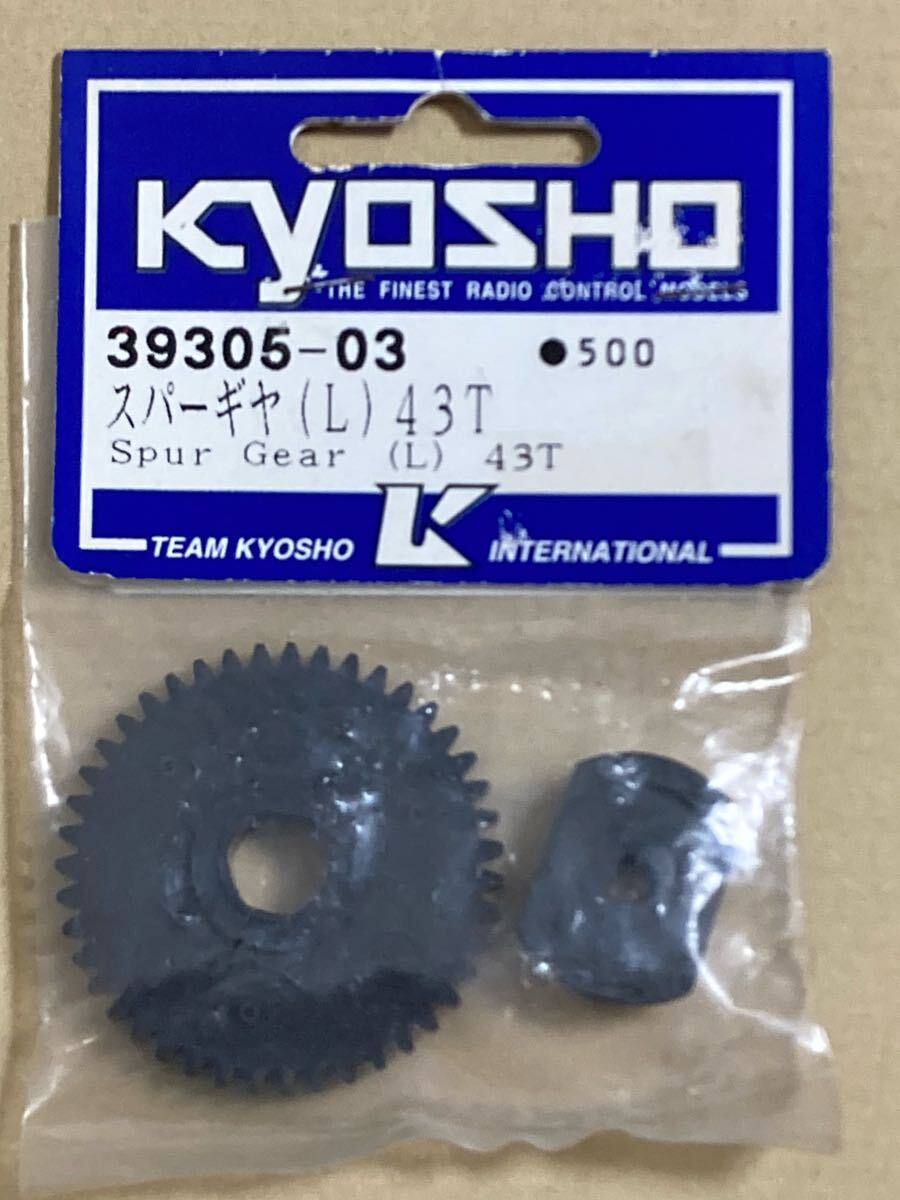 KYOSHO
THE FINEST RADIO CONTROL MODELS
39305-03 ●500
スパーギヤ(L)43T
Spur Gear (L) 43T
TEAM KYOSHO K INTERNATIONAL